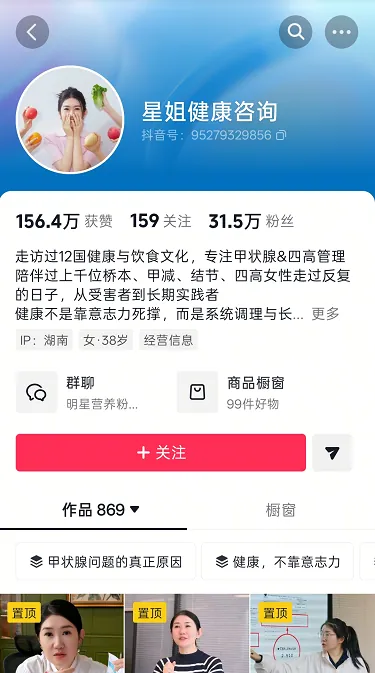 星姐健康咨询
抖音号：95279329856
156.4万 获赞 159 关注 31.5万 粉丝
走访过12国健康与饮食文化，专注甲状腺&四高管理
陪伴过上千位桥本、甲减、结节、四高女性走过反复
的日子，从受害者到长期实践者
健康不是靠意志力死撑，而是系统调理与长... 更多
IP：湖南 女·38岁 经营信息
群聊
明星营养粉...
商品橱窗
99件好物
关注
作品 869 橱窗
甲状腺问题的真正原因
健康，不靠意志力
置顶 置顶 置顶